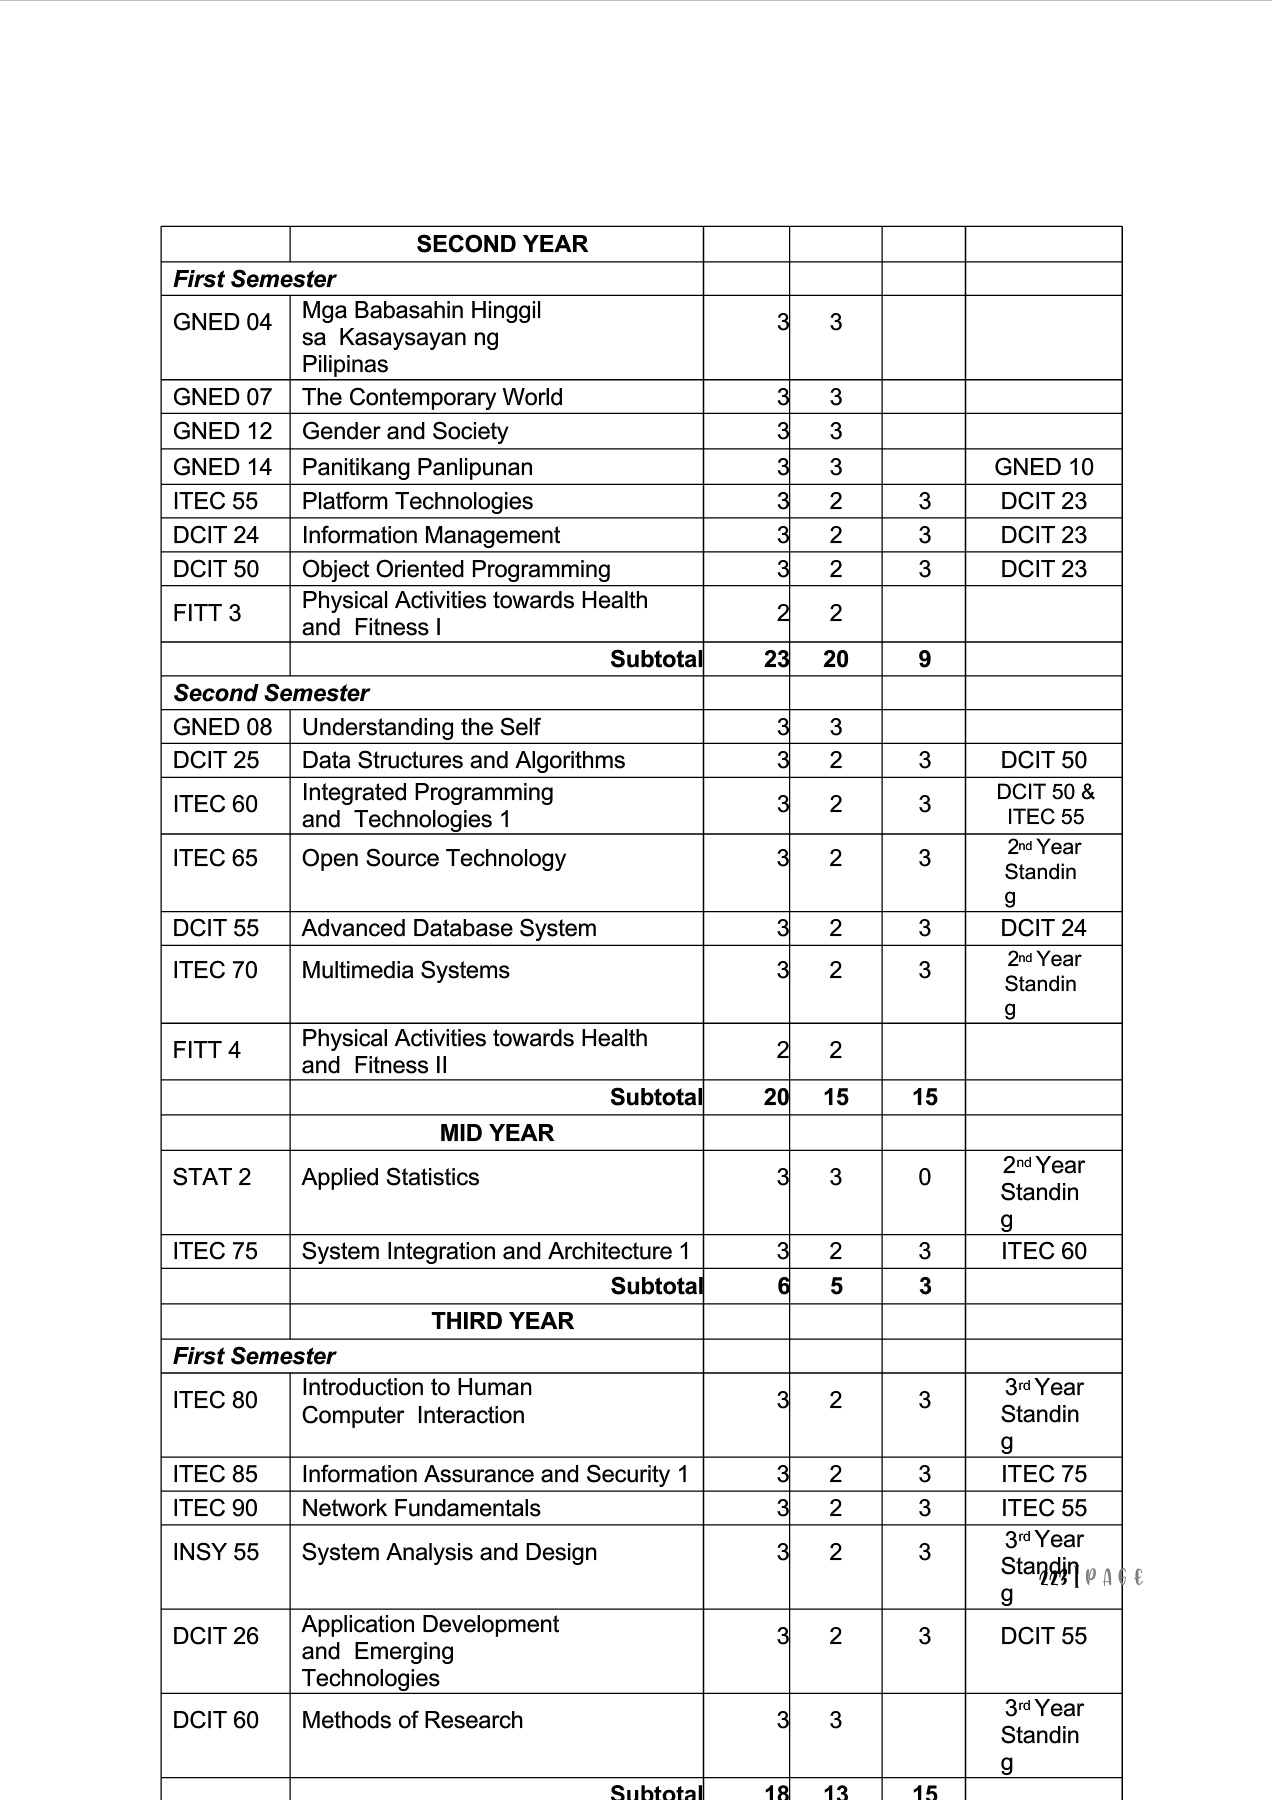 SECOND YEAR
First Semester
GNED 04 Mga Babasahin Hinggil sa Kasaysayan ng Pilipinas 3 3
GNED 07 The Contemporary World 3 3
GNED 12 Gender and Society 3 3
GNED 14 Panitikang Panlipunan 3 3 GNED 10
ITEC 55 Platform Technologies 3 2 3 DCIT 23
DCIT 24 Information Management 3 2 3 DCIT 23
DCIT 50 Object Oriented Programming 3 2 3 DCIT 23
FITT 3 Physical Activities towards Health and Fitness I 2 2
Subtotal 23 20 9
Second Semester
GNED 08 Understanding the Self 3 3
DCIT 25 Data Structures and Algorithms 3 2 3 DCIT 50
ITEC 60 Integrated Programming and Technologies 1 3 2 3 DCIT 50 & ITEC 55
ITEC 65 Open Source Technology 3 2 3 2nd Year Standin g
DCIT 55 Advanced Database System 3 2 3 DCIT 24
ITEC 70 Multimedia Systems 3 2 3 2nd Year Standin g
FITT 4 Physical Activities towards Health and Fitness II 2 2
Subtotal 20 15 15
MID YEAR
STAT 2 Applied Statistics 3 3 0 2nd Year Standin g
ITEC 75 System Integration and Architecture 1 3 2 3 ITEC 60
Subtotal 6 5 3
THIRD YEAR
First Semester
ITEC 80 Introduction to Human Computer Interaction 3 2 3 3rd Year Standin g
ITEC 85 Information Assurance and Security 1 3 2 3 ITEC 75
ITEC 90 Network Fundamentals 3 2 3 ITEC 55
INSY 55 System Analysis and Design 3 2 3 3rd Year Standin g
223 | PAGE
DCIT 26 Application Development and Emerging Technologies 3 2 3 DCIT 55
DCIT 60 Methods of Research 3 3 3rd Year Standin g
Subtotal 18 13 15